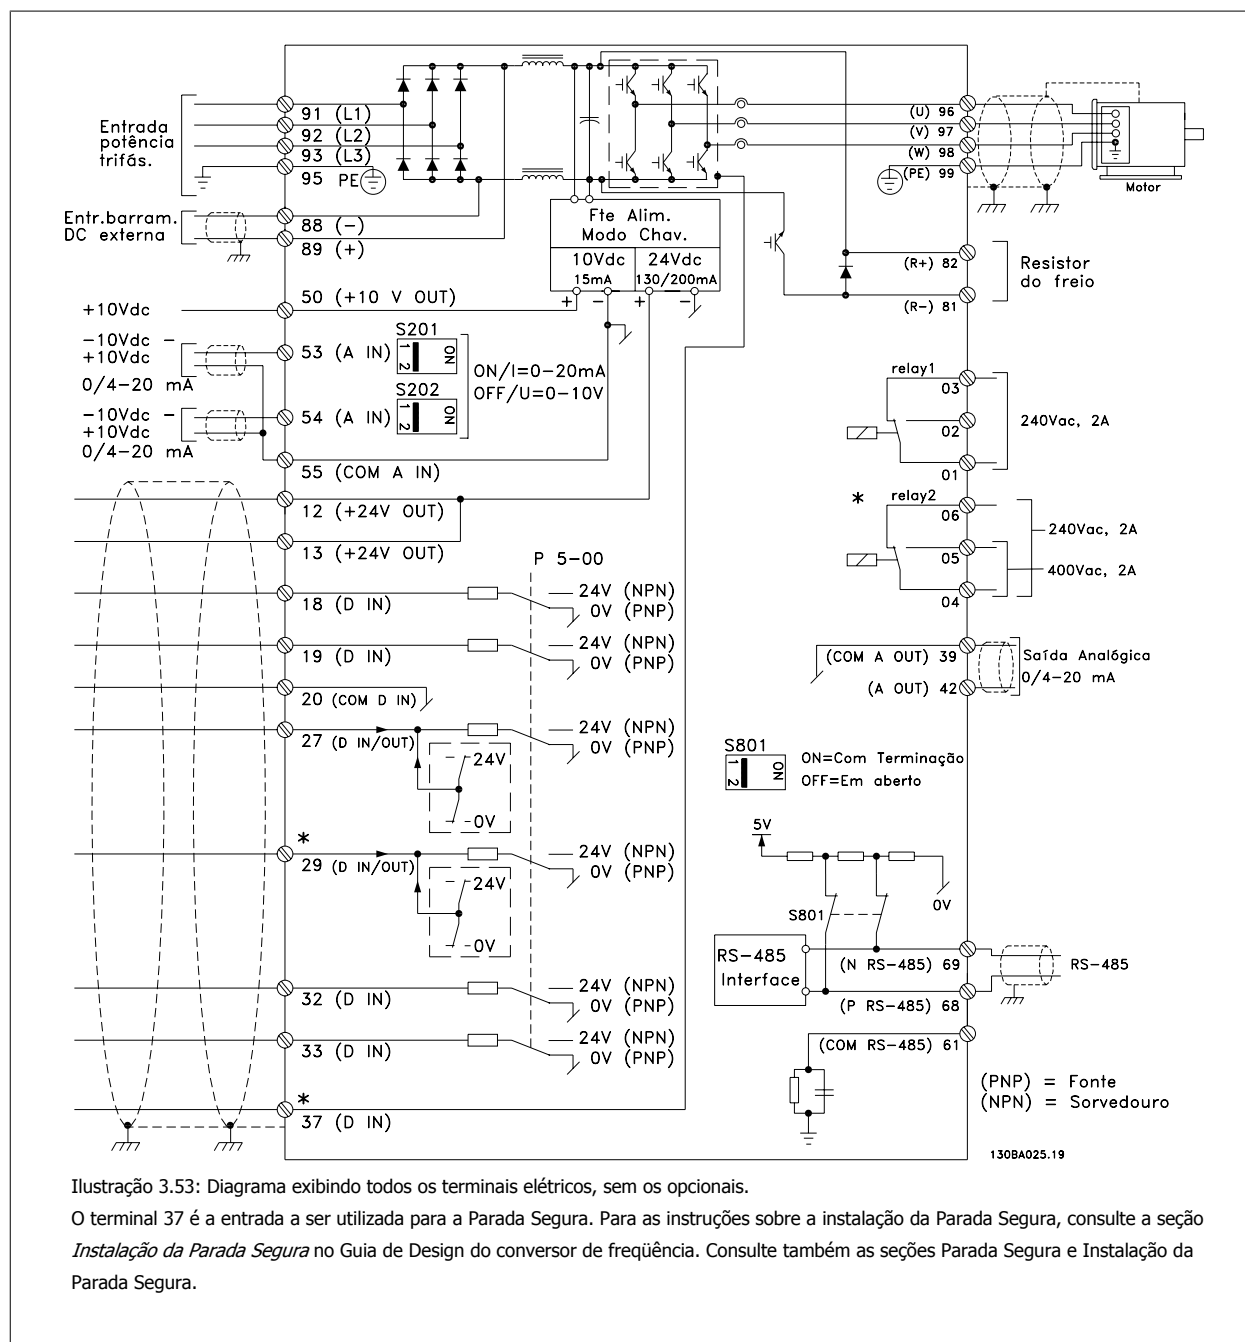 Entrada
potência
trifás.
91 (L1)
92 (L2)
93 (L3)
95 PE
Entr.barram.
DC externa
88 (−)
89 (+)
Fte Alim.
Modo Chav.
10Vdc
15mA
24Vdc
130/200mA
+ − + −
(U) 96
(V) 97
(W) 98
(PE) 99
Motor
(R+) 82
(R−) 81
Resistor
do freio
+10Vdc
50 (+10 V OUT)
−10Vdc −
+10Vdc
0/4−20 mA
53 (A IN)
S201
1 2 ON
ON/I=0−20mA
OFF/U=0−10V
−10Vdc −
+10Vdc
0/4−20 mA
54 (A IN)
S202
1 2 ON
55 (COM A IN)
12 (+24V OUT)
13 (+24V OUT)
P 5-00
18 (D IN)
24V (NPN)
0V (PNP)
19 (D IN)
24V (NPN)
0V (PNP)
20 (COM D IN)
27 (D IN/OUT)
24V (NPN)
0V (PNP)
24V
0V
*
29 (D IN/OUT)
24V (NPN)
0V (PNP)
24V
0V
32 (D IN)
24V (NPN)
0V (PNP)
33 (D IN)
24V (NPN)
0V (PNP)
*
37 (D IN)
relay1
03
02
01
240Vac, 2A
*
relay2
06
05
04
240Vac, 2A
400Vac, 2A
(COM A OUT) 39
(A OUT) 42
Saída Analógica
0/4−20 mA
S801
1 2 ON
ON=Com Terminação
OFF=Em aberto
5V
S801
0V
RS−485
Interface
(N RS−485) 69
(P RS−485) 68
(COM RS−485) 61
RS−485
(PNP) = Fonte
(NPN) = Sorvedouro
130BA025.19
Ilustração 3.53: Diagrama exibindo todos os terminais elétricos, sem os opcionais.
O terminal 37 é a entrada a ser utilizada para a Parada Segura. Para as instruções sobre a instalação da Parada Segura, consulte a seção
Instalação da Parada Segura no Guia de Design do conversor de freqüência. Consulte também as seções Parada Segura e Instalação da
Parada Segura.